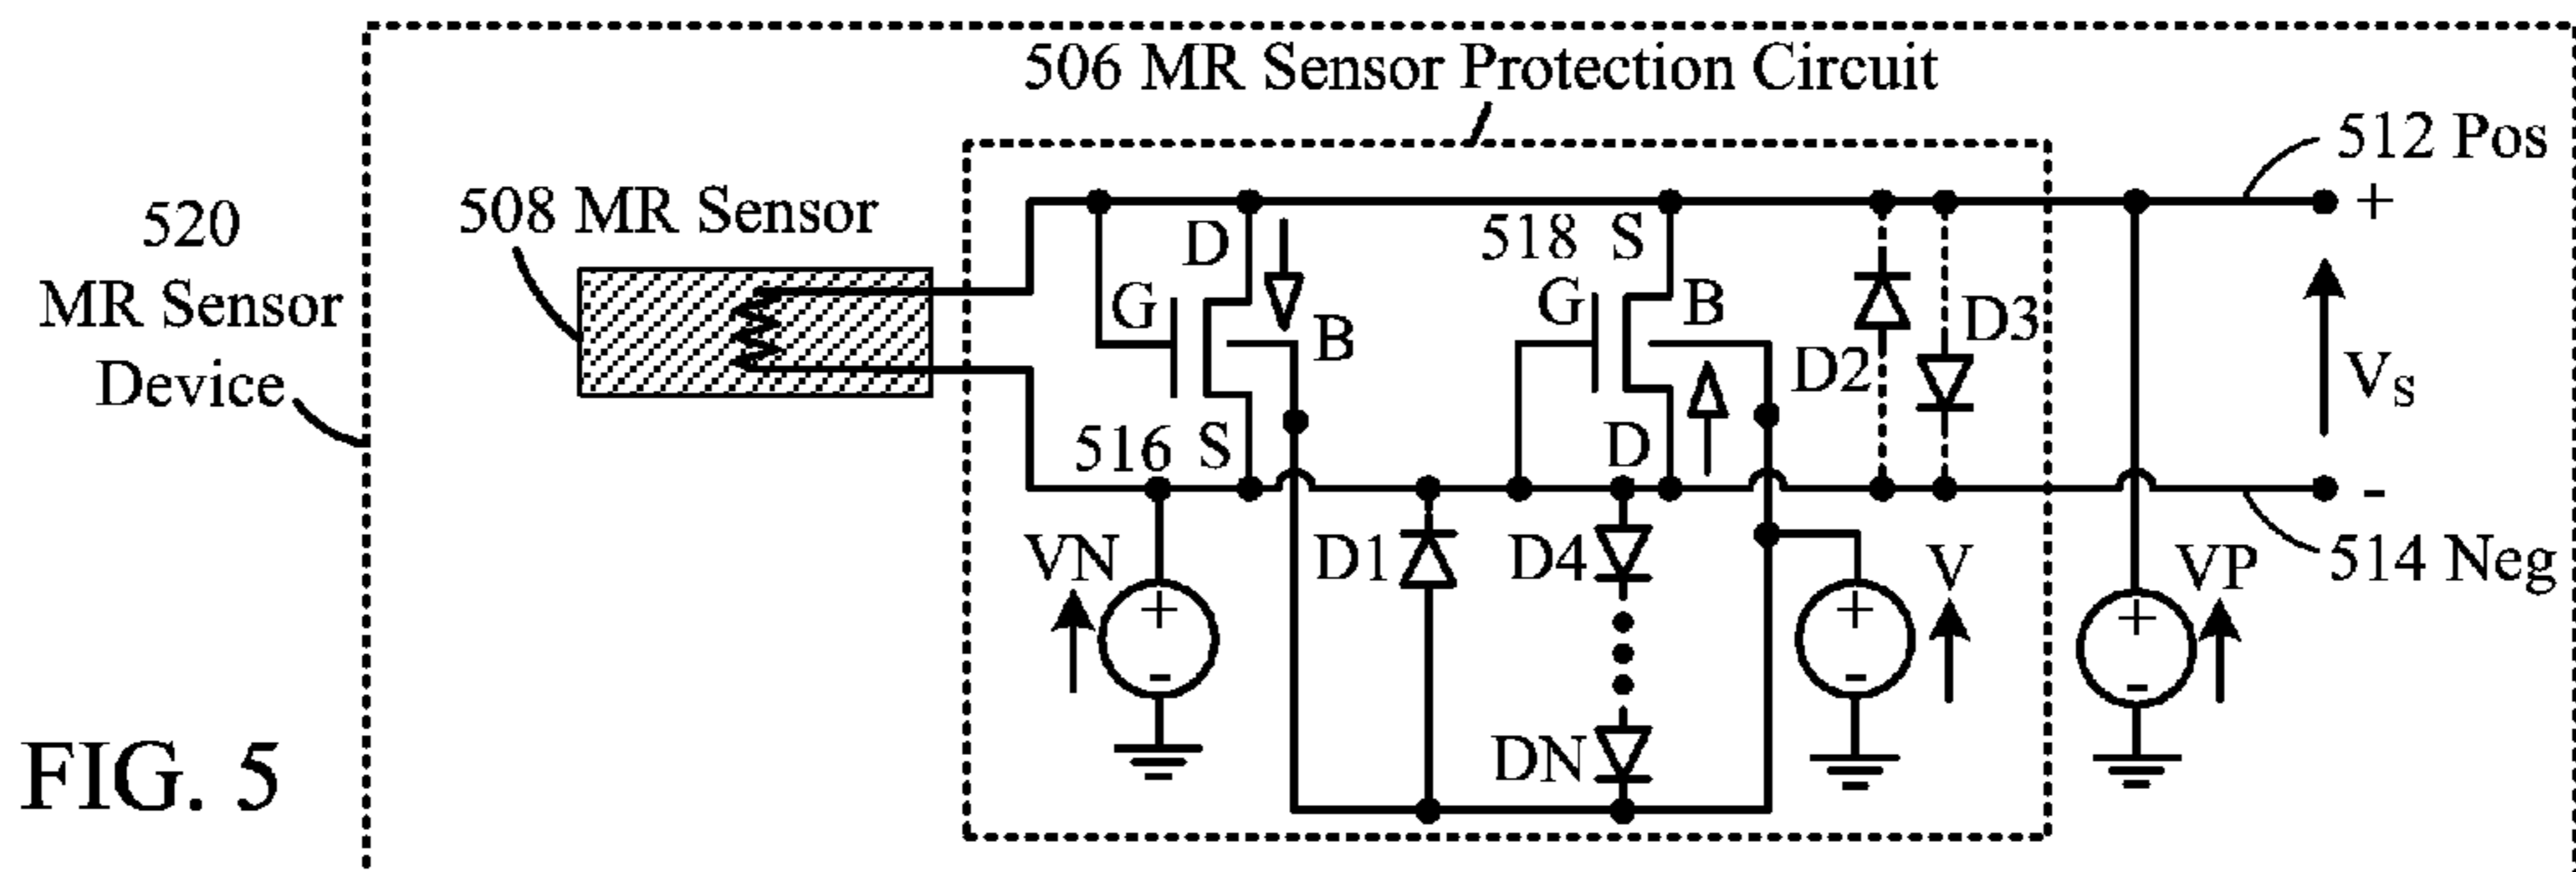 506 MR Sensor Protection Circuit
512 Pos
+
520
MR Sensor
Device
508 MR Sensor
D
G
B
516 S
518 S
G
B
D
D2
D3
Vs
-
514 Neg
VN
+
-
D1
D4
DN
V
+
-
VP
+
-
FIG. 5